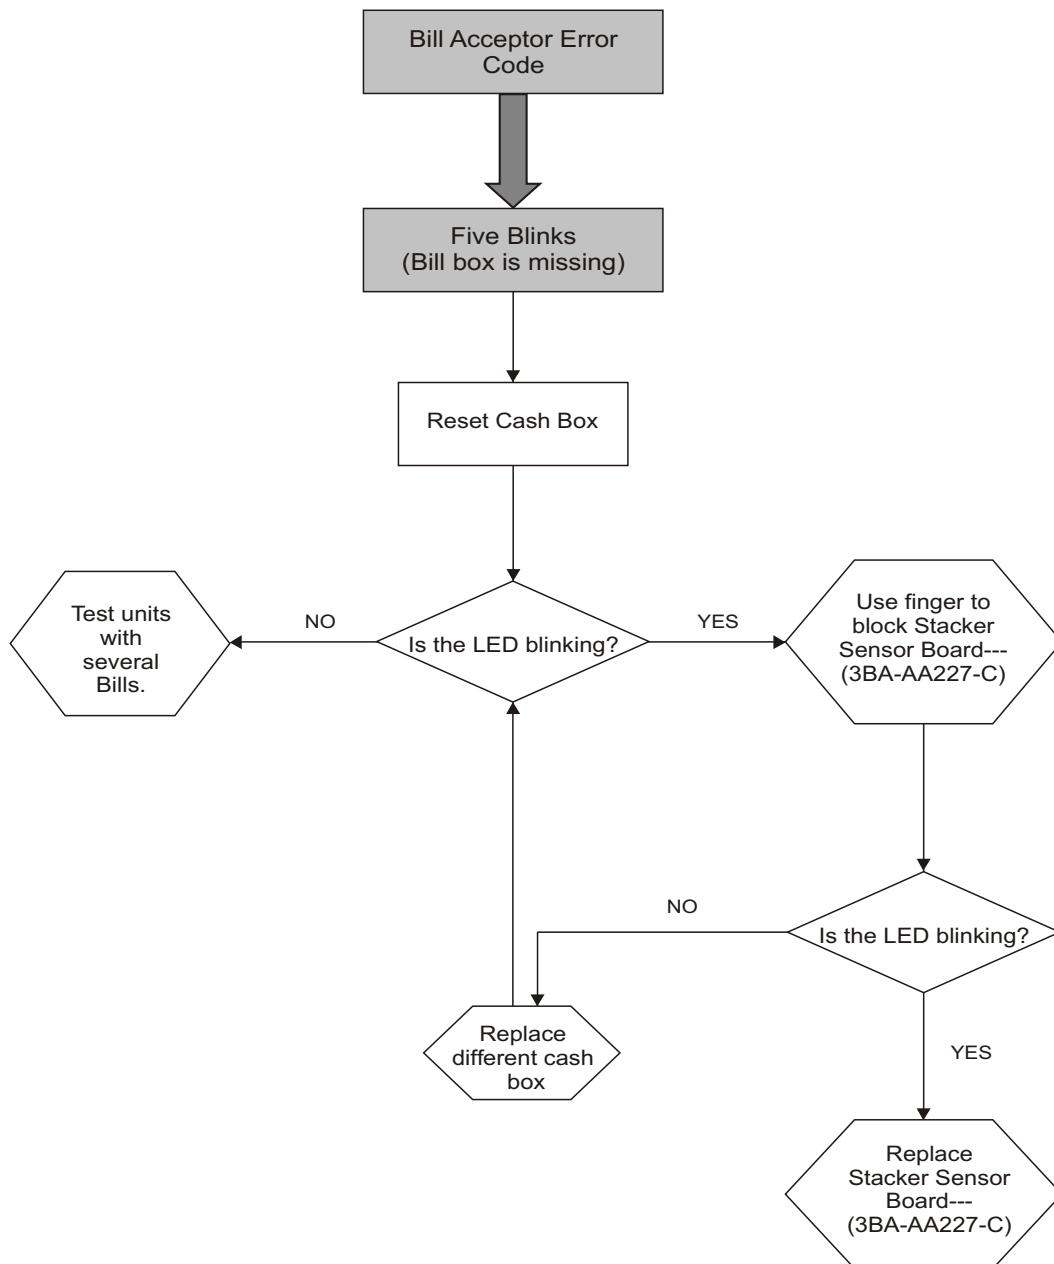 Bill Acceptor Error
Code
Five Blinks
(Bill box is missing)
Reset Cash Box
Test units
with
several
Bills.
NO
Is the LED blinking?
YES
Use finger to
block Stacker
Sensor Board---
(3BA-AA227-C)
NO
Is the LED blinking?
Replace
different cash
box
YES
Replace
Stacker Sensor
Board---
(3BA-AA227-C)